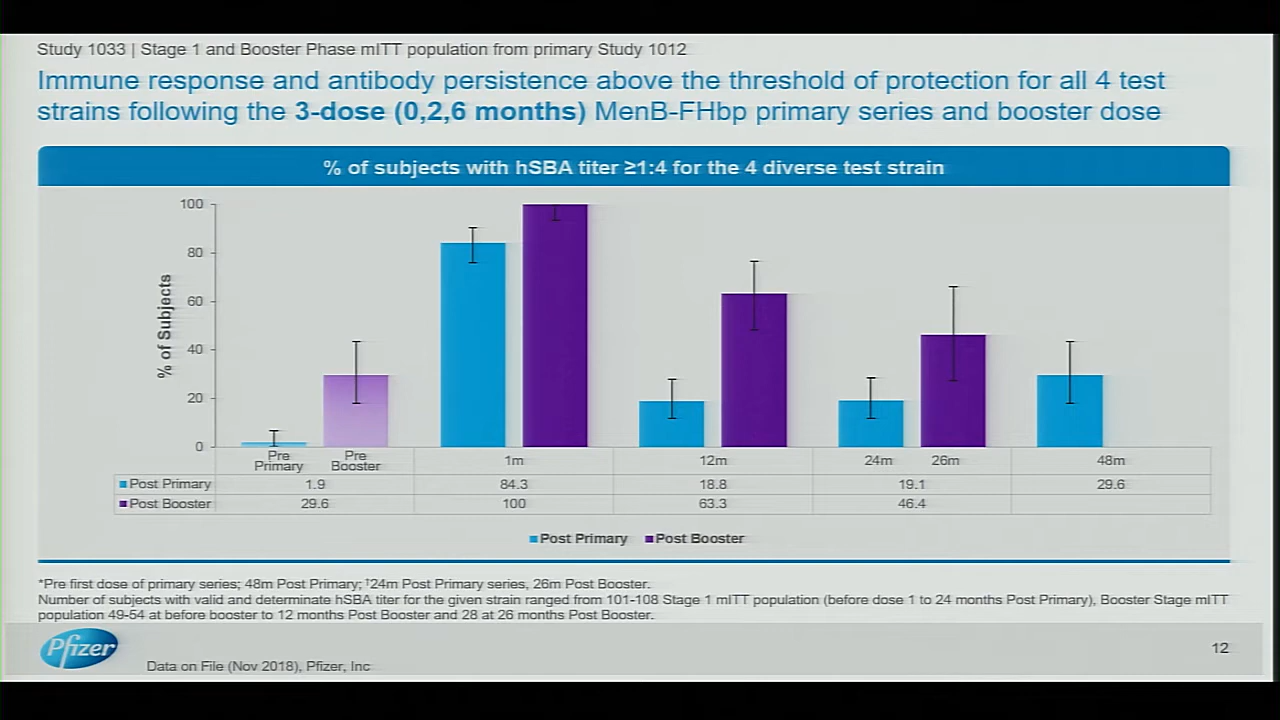 Study 1033 | Stage 1 and Booster Phase mITT population from primary Study 1012
Immune response and antibody persistence above the threshold of protection for all 4 test
strains following the 3-dose (0,2,6 months) MenB-FHbp primary series and booster dose
% of subjects with hSBA titer ≥1:4 for the 4 diverse test strain
% of Subjects
100
80
60
40
20
0
Pre Primary
Pre Booster
1m
12m
24m
26m
48m
Post Primary 1.9 84.3 18.8 19.1 29.6
Post Booster 29.6 100 63.3 46.4
Post Primary Post Booster
*Pre first dose of primary series; 48m Post Primary; †24m Post Primary series, 26m Post Booster.
Number of subjects with valid and determinate hSBA titer for the given strain ranged from 101-108 Stage 1 mITT population (before dose 1 to 24 months Post Primary), Booster Stage mITT
population 49-54 at before booster to 12 months Post Booster and 28 at 26 months Post Booster.
Pfizer
Data on File (Nov 2018), Pfizer, Inc
12